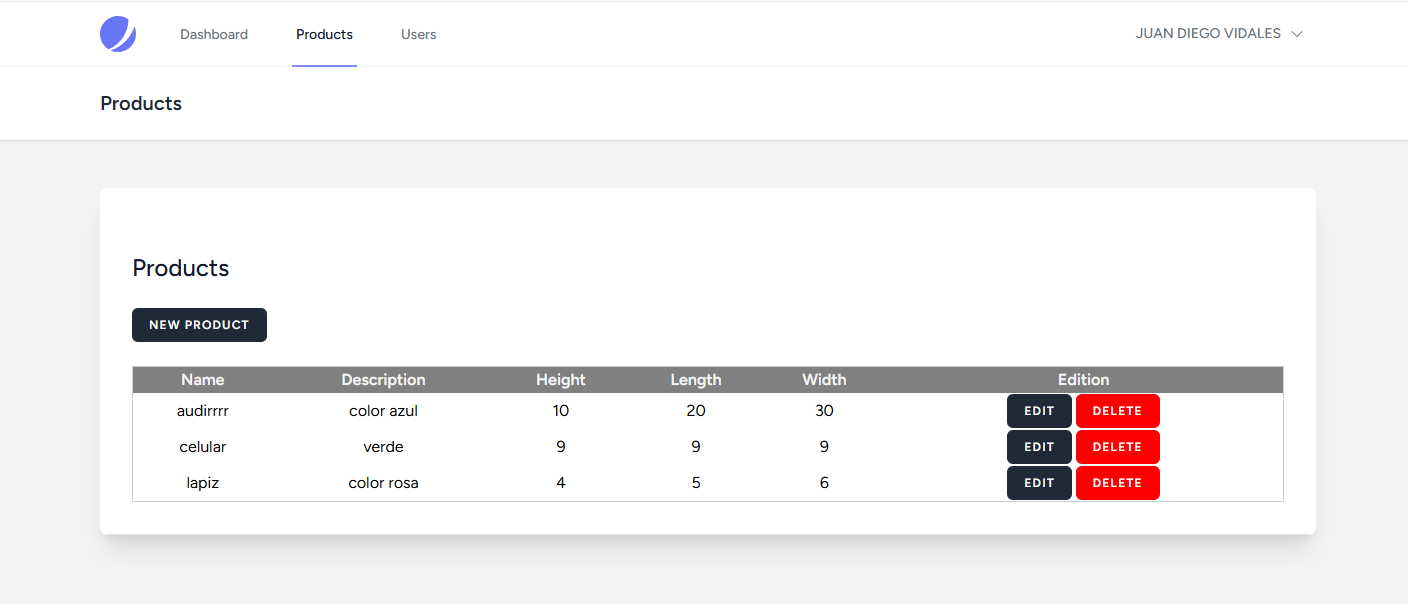 Dashboard Products Users JUAN DIEGO VIDALES
Products
Products
NEW PRODUCT
Name Description Height Length Width Edition
audirrrr color azul 10 20 30 EDIT DELETE
celular verde 9 9 9 EDIT DELETE
lapiz color rosa 4 5 6 EDIT DELETE